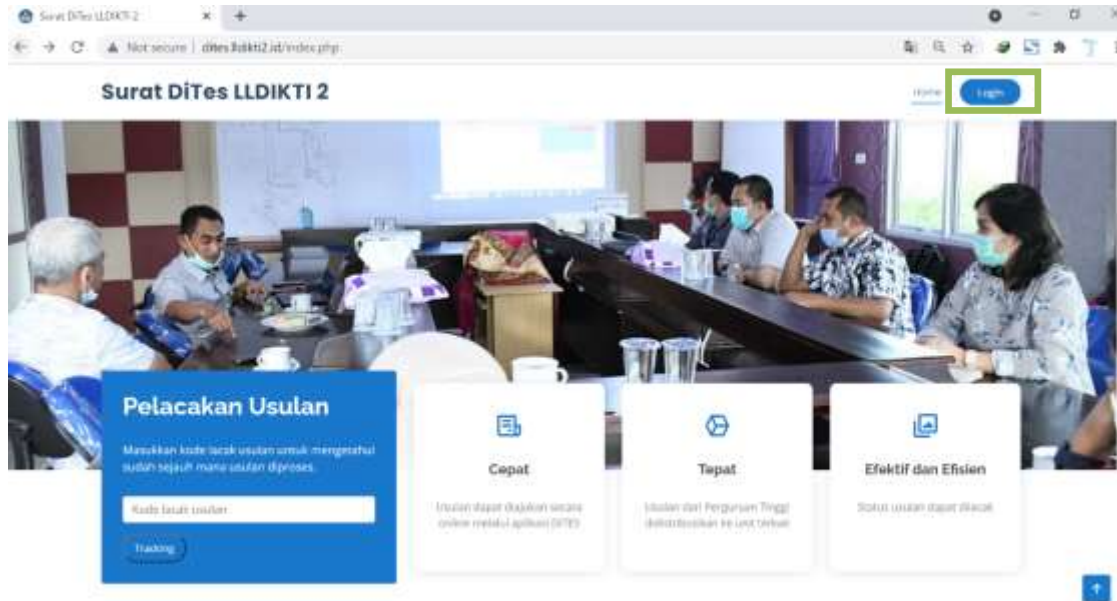 Surat DiTes LLDIKTI 2
Not secure | dites.lldikti2.id/index.php
Surat DiTes LLDIKTI 2
Home
Login
Pelacakan Usulan
Masukkan kode lacak usulan untuk mengetahui
sudah sejauh mana usulan diproses.
Kode lacak usulan
Tracking
Cepat
Usulan dapat diajukan secara
online melalui aplikasi DiTES
Tepat
Usulan dari Perguruan Tinggi
didistribusikan ke unit terkait
Efektif dan Efisien
Status usulan dapat dilacak